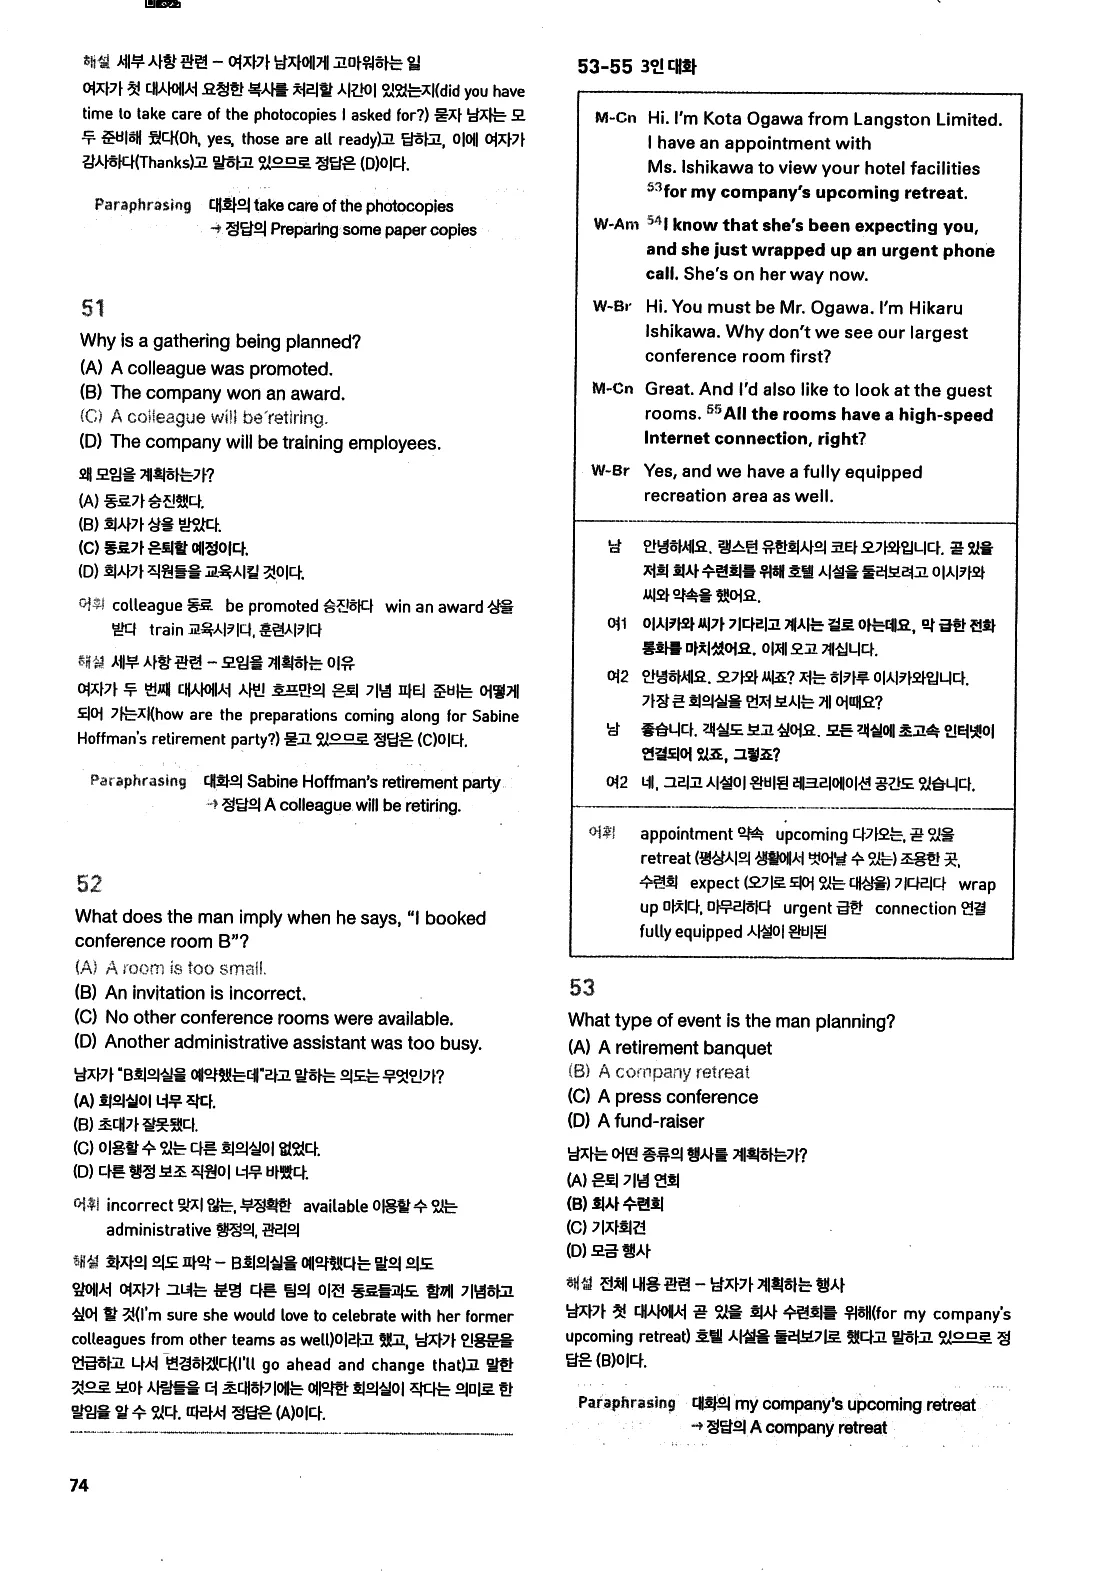 해설 세부 사항 관련 – 여자가 남자에게 고마워하는 일
여자가 첫 대사에서 요청한 복사를 처리할 시간이 있었는지(did you have
time to take care of the photocopies I asked for?) 묻자 남자는 모
두 준비해 뒀다(Oh, yes, those are all ready)고 답하고, 이에 여자가
감사하다(Thanks)고 말하고 있으므로 정답은 (D)이다.
Paraphrasing 대화의 take care of the photocopies
→ 정답의 Preparing some paper copies
51
Why is a gathering being planned?
(A) A colleague was promoted.
(B) The company won an award.
(C) A colleague will be retiring.
(D) The company will be training employees.
왜 모임을 계획하는가?
(A) 동료가 승진했다.
(B) 회사가 상을 받았다.
(C) 동료가 은퇴할 예정이다.
(D) 회사가 직원들을 교육시킬 것이다.
어휘 colleague 동료 be promoted 승진하다 win an award 상을
받다 train 교육시키다, 훈련시키다
해설 세부 사항 관련 – 모임을 계획하는 이유
여자가 두 번째 대사에서 사빈 호프만의 은퇴 기념 파티 준비는 어떻게
되어 가는지(how are the preparations coming along for Sabine
Hoffman's retirement party?) 묻고 있으므로 정답은 (C)이다.
Paraphrasing 대화의 Sabine Hoffman's retirement party
→ 정답의 A colleague will be retiring.
52
What does the man imply when he says, “I booked
conference room B”?
(A) A room is too small.
(B) An invitation is incorrect.
(C) No other conference rooms were available.
(D) Another administrative assistant was too busy.
남자가 "B회의실을 예약했는데"라고 말하는 의도는 무엇인가?
(A) 회의실이 너무 작다.
(B) 초대가 잘못됐다.
(C) 이용할 수 있는 다른 회의실이 없었다.
(D) 다른 행정 보조 직원이 너무 바빴다.
어휘 incorrect 맞지 않는, 부정확한 available 이용할 수 있는
administrative 행정의, 관리의
해설 화자의 의도 파악 – B회의실을 예약했다는 말의 의도
앞에서 여자가 그녀는 분명 다른 팀의 이전 동료들과도 함께 기념하고
싶어 할 것(I'm sure she would love to celebrate with her former
colleagues from other teams as well)이라고 했고, 남자가 인용문을
언급하고 나서 변경하겠다(I'll go ahead and change that)고 말한
것으로 보아 사람들을 더 초대하기에는 예약한 회의실이 작다는 의미로 한
말임을 알 수 있다. 따라서 정답은 (A)이다.
74
53-55 3인 대화
M-Cn Hi. I'm Kota Ogawa from Langston Limited.
I have an appointment with
Ms. Ishikawa to view your hotel facilities
53for my company's upcoming retreat.
W-Am 54I know that she's been expecting you,
and she just wrapped up an urgent phone
call. She's on her way now.
W-Br Hi. You must be Mr. Ogawa. I'm Hikaru
Ishikawa. Why don't we see our largest
conference room first?
M-Cn Great. And I'd also like to look at the guest
rooms. 55All the rooms have a high-speed
Internet connection, right?
W-Br Yes, and we have a fully equipped
recreation area as well.
남 안녕하세요. 랭스턴 유한회사의 코타 오가와입니다. 곧 있을
저희 회사 수련회를 위해 호텔 시설을 둘러보려고 이시카와
씨와 약속을 했어요.
여1 이시카와 씨가 기다리고 계시는 걸로 아는데요, 막 급한 전화
통화를 마치셨어요. 이제 오고 계십니다.
여2 안녕하세요. 오가와 씨죠? 저는 히카루 이시카와입니다.
가장 큰 회의실을 먼저 보시는 게 어때요?
남 좋습니다. 객실도 보고 싶어요. 모든 객실에 초고속 인터넷이
연결되어 있죠, 그렇죠?
여2 네, 그리고 시설이 완비된 레크리에이션 공간도 있습니다.
어휘 appointment 약속 upcoming 다가오는, 곧 있을
retreat (평상시의 생활에서 벗어날 수 있는) 조용한 곳,
수련회 expect (오기로 되어 있는 대상을) 기다리다 wrap
up 마치다, 마무리하다 urgent 급한 connection 연결
fully equipped 시설이 완비된
53
What type of event is the man planning?
(A) A retirement banquet
(B) A company retreat
(C) A press conference
(D) A fund-raiser
남자는 어떤 종류의 행사를 계획하는가?
(A) 은퇴 기념 연회
(B) 회사 수련회
(C) 기자회견
(D) 모금 행사
해설 전체 내용 관련 – 남자가 계획하는 행사
남자가 첫 대사에서 곧 있을 회사 수련회를 위해(for my company's
upcoming retreat) 호텔 시설을 둘러보기로 했다고 말하고 있으므로 정
답은 (B)이다.
Paraphrasing 대화의 my company's upcoming retreat
→ 정답의 A company retreat